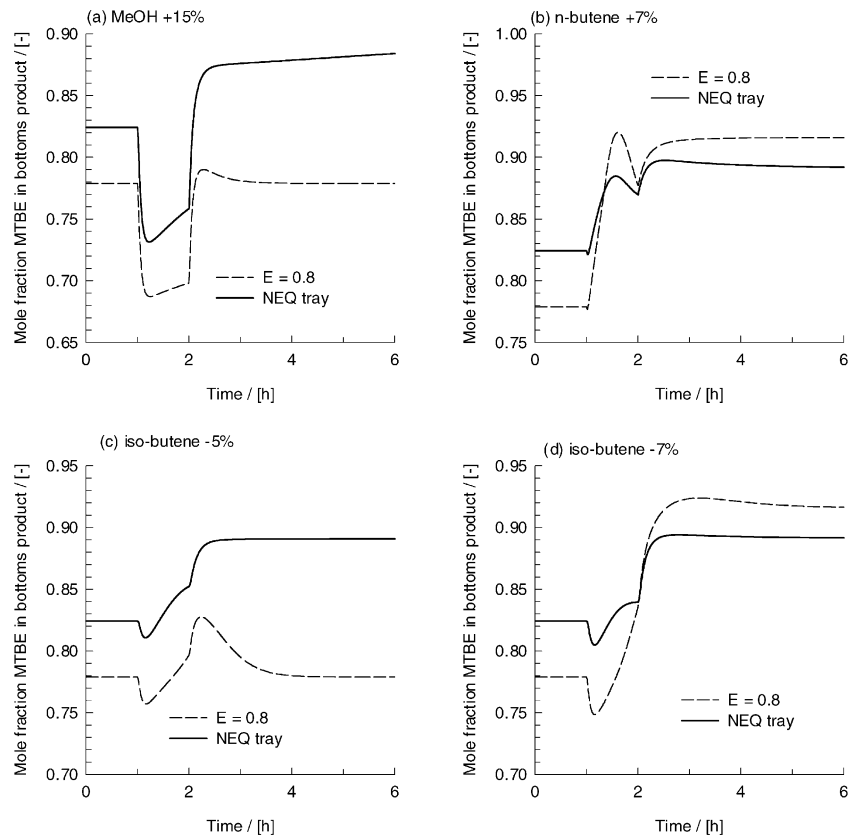 (a) MeOH +15%
Mole fraction MTBE in bottoms product / [-]
0.90
0.85
0.80
0.75
0.70
0.65
E = 0.8
NEQ tray
0 2 4 6
Time / [h]
(b) n-butene +7%
Mole fraction MTBE in bottoms product / [-]
1.00
0.95
0.90
0.85
0.80
0.75
E = 0.8
NEQ tray
0 2 4 6
Time / [h]
(c) iso-butene -5%
Mole fraction MTBE in bottoms product / [-]
0.95
0.90
0.85
0.80
0.75
0.70
E = 0.8
NEQ tray
0 2 4 6
Time / [h]
(d) iso-butene -7%
Mole fraction MTBE in bottoms product / [-]
0.95
0.90
0.85
0.80
0.75
0.70
E = 0.8
NEQ tray
0 2 4 6
Time / [h]